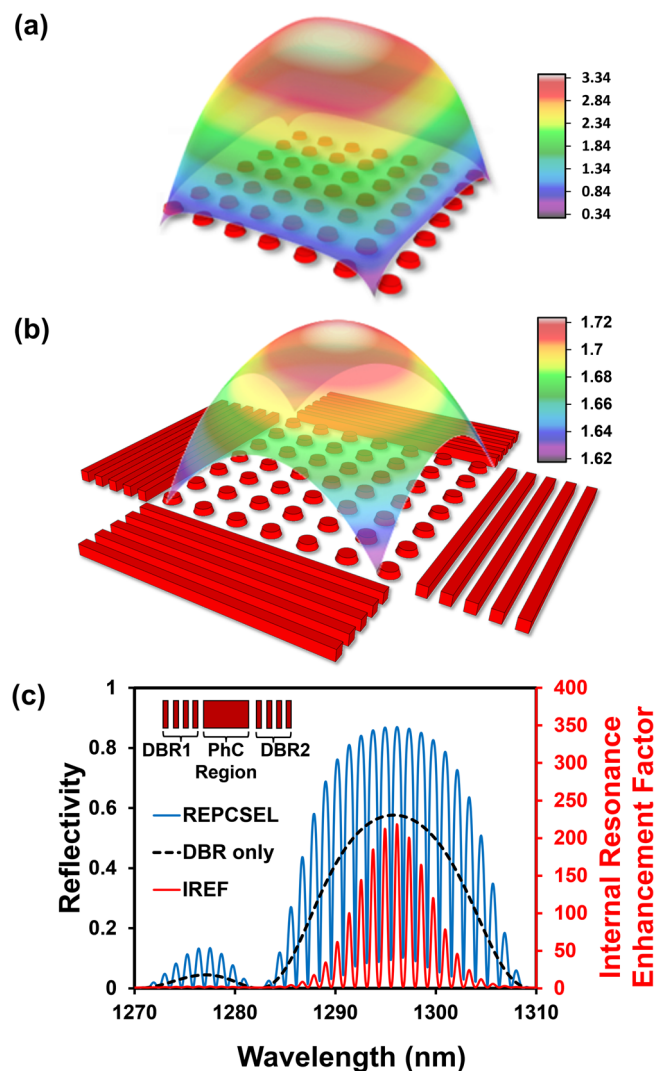 (a)
3.34
2.84
2.34
1.84
1.34
0.84
0.34
(b)
1.72
1.7
1.68
1.66
1.64
1.62
(c)
1
0.8
0.6
0.4
0.2
0
Reflectivity
DBR1 PhC DBR2
Region
REPCSEL
DBR only
IREF
400
350
300
250
200
150
100
50
0
Internal Resonance
Enhancement Factor
1270 1280 1290 1300 1310
Wavelength (nm)